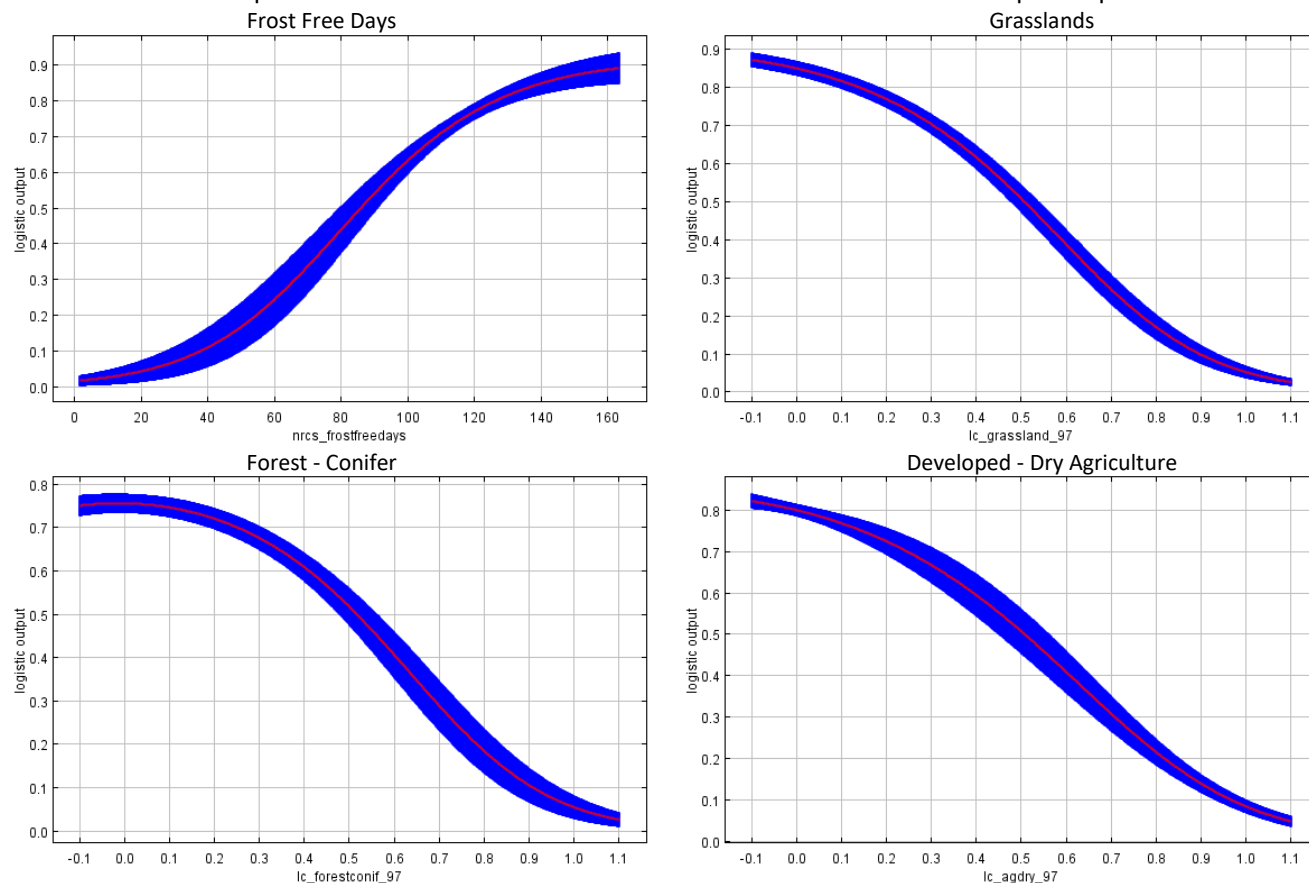 Frost Free Days
0.9
0.8
0.7
0.6
0.5
0.4
0.3
0.2
0.1
0.0
logistic output
0 20 40 60 80 100 120 140 160
nrcs_frostfreedays
Grasslands
0.9
0.8
0.7
0.6
0.5
0.4
0.3
0.2
0.1
0.0
logistic output
-0.1 0.0 0.1 0.2 0.3 0.4 0.5 0.6 0.7 0.8 0.9 1.0 1.1
lc_grassland_97
Forest - Conifer
0.8
0.7
0.6
0.5
0.4
0.3
0.2
0.1
0.0
logistic output
-0.1 0.0 0.1 0.2 0.3 0.4 0.5 0.6 0.7 0.8 0.9 1.0 1.1
lc_forestconif_97
Developed - Dry Agriculture
0.8
0.7
0.6
0.5
0.4
0.3
0.2
0.1
0.0
logistic output
-0.1 0.0 0.1 0.2 0.3 0.4 0.5 0.6 0.7 0.8 0.9 1.0 1.1
lc_agdry_97